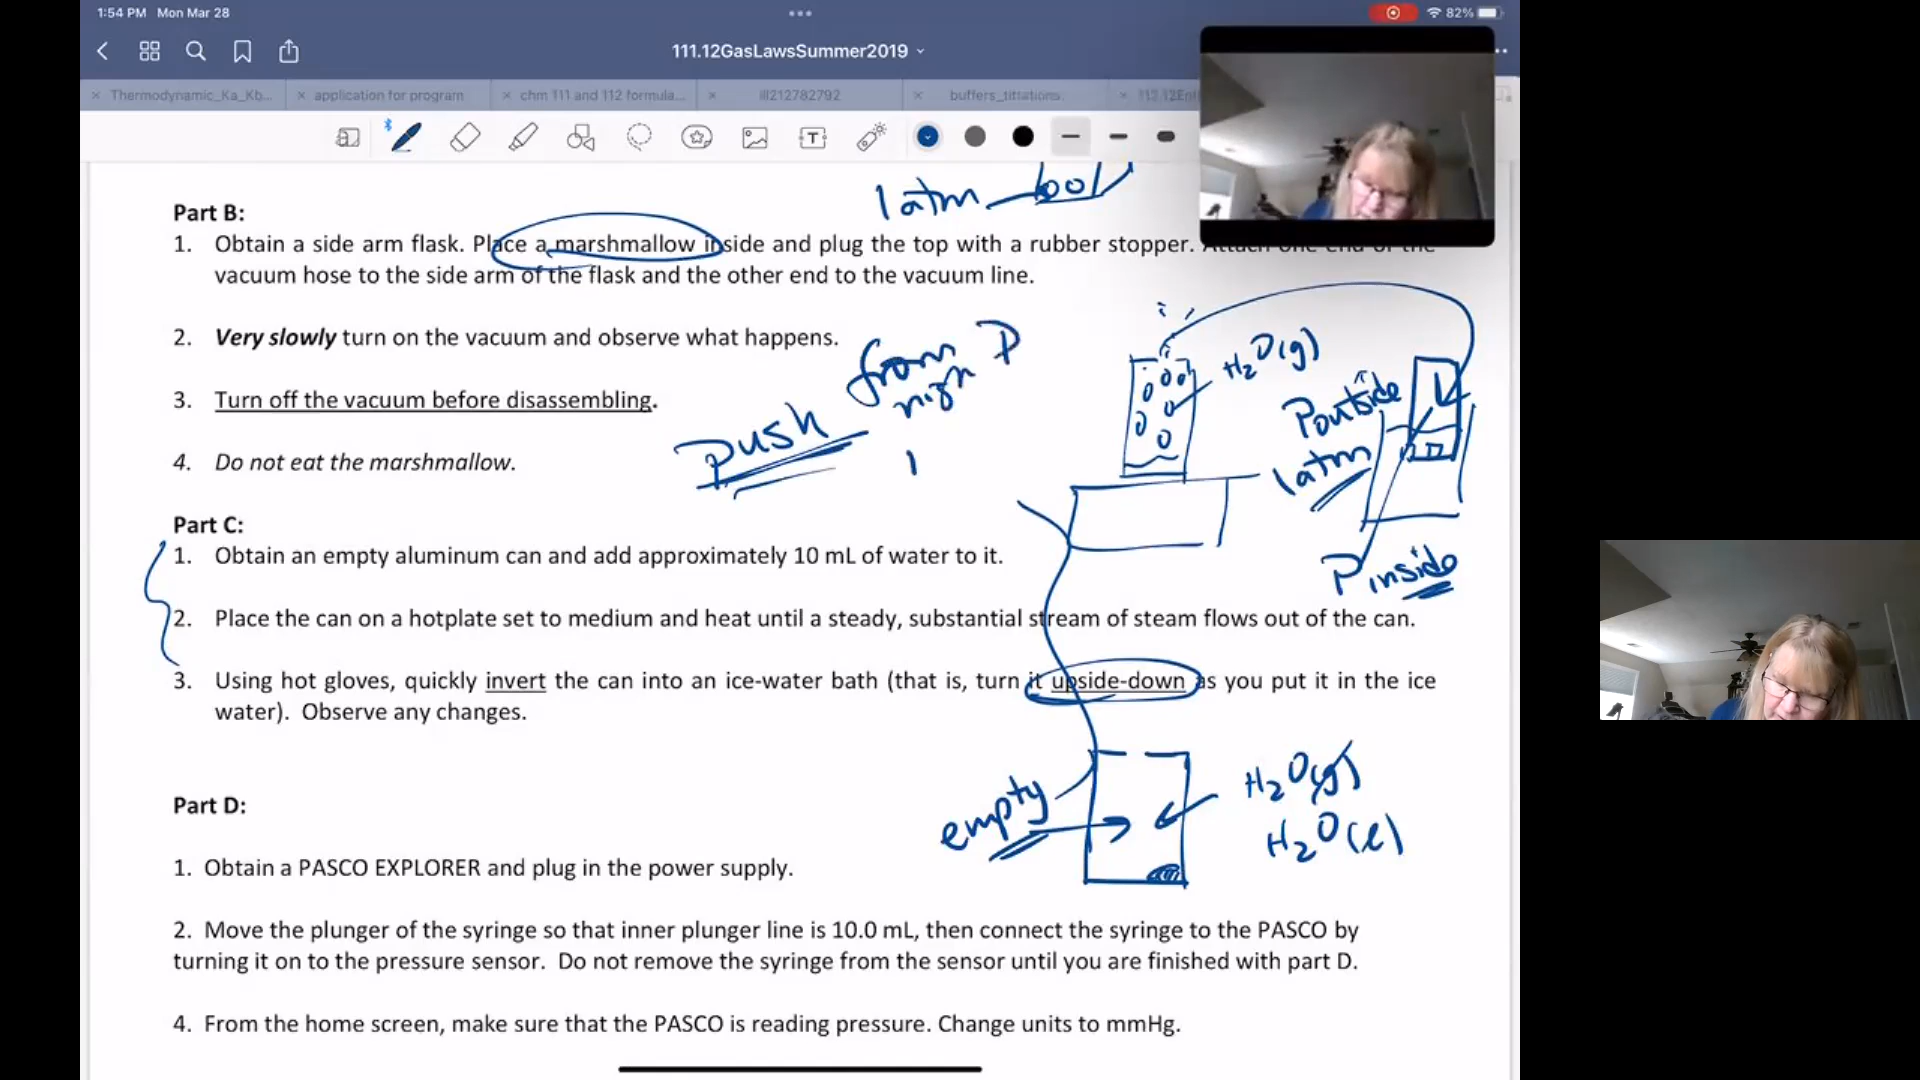 1:54 PM Mon Mar 28
82%
111.12GasLawsSummer2019
Thermodynamic_Ka_Kb...
application for program
chm 111 and 112 formula...
ill212782792
buffers_tittations
1atm
Part B:
1. Obtain a side arm flask. Place a marshmallow inside and plug the top with a rubber stopper. Attach one end of the
vacuum hose to the side arm of the flask and the other end to the vacuum line.
2. Very slowly turn on the vacuum and observe what happens.
3. Turn off the vacuum before disassembling.
4. Do not eat the marshmallow.
push
from
high P
H2O(g)
Poutside
1atm
Pinside
Part C:
1. Obtain an empty aluminum can and add approximately 10 mL of water to it.
2. Place the can on a hotplate set to medium and heat until a steady, substantial stream of steam flows out of the can.
3. Using hot gloves, quickly invert the can into an ice-water bath (that is, turn it upside-down as you put it in the ice
water). Observe any changes.
empty
H2O(g)
H2O(l)
Part D:
1. Obtain a PASCO EXPLORER and plug in the power supply.
2. Move the plunger of the syringe so that inner plunger line is 10.0 mL, then connect the syringe to the PASCO by
turning it on to the pressure sensor. Do not remove the syringe from the sensor until you are finished with part D.
4. From the home screen, make sure that the PASCO is reading pressure. Change units to mmHg.